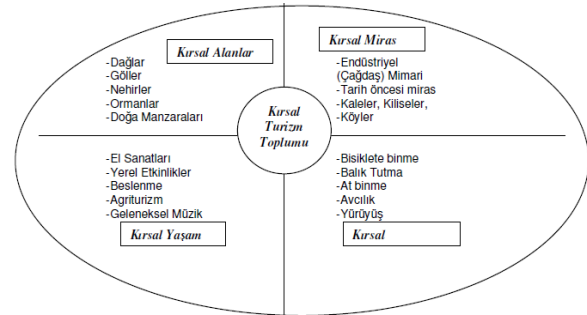 Kırsal Alanlar
-Dağlar
-Göller
-Nehirler
-Ormanlar
-Doğa Manzaraları
Kırsal Miras
-Endüstriyel
(Çağdaş) Mimari
-Tarih öncesi miras
-Kaleler, Kiliseler,
-Köyler
Kırsal
Turizm
Toplumu
-El Sanatları
-Yerel Etkinlikler
-Beslenme
-Agriturizm
-Geleneksel Müzik
Kırsal Yaşam
-Bisiklete binme
-Balık Tutma
-At binme
-Avcılık
-Yürüyüş
Kırsal